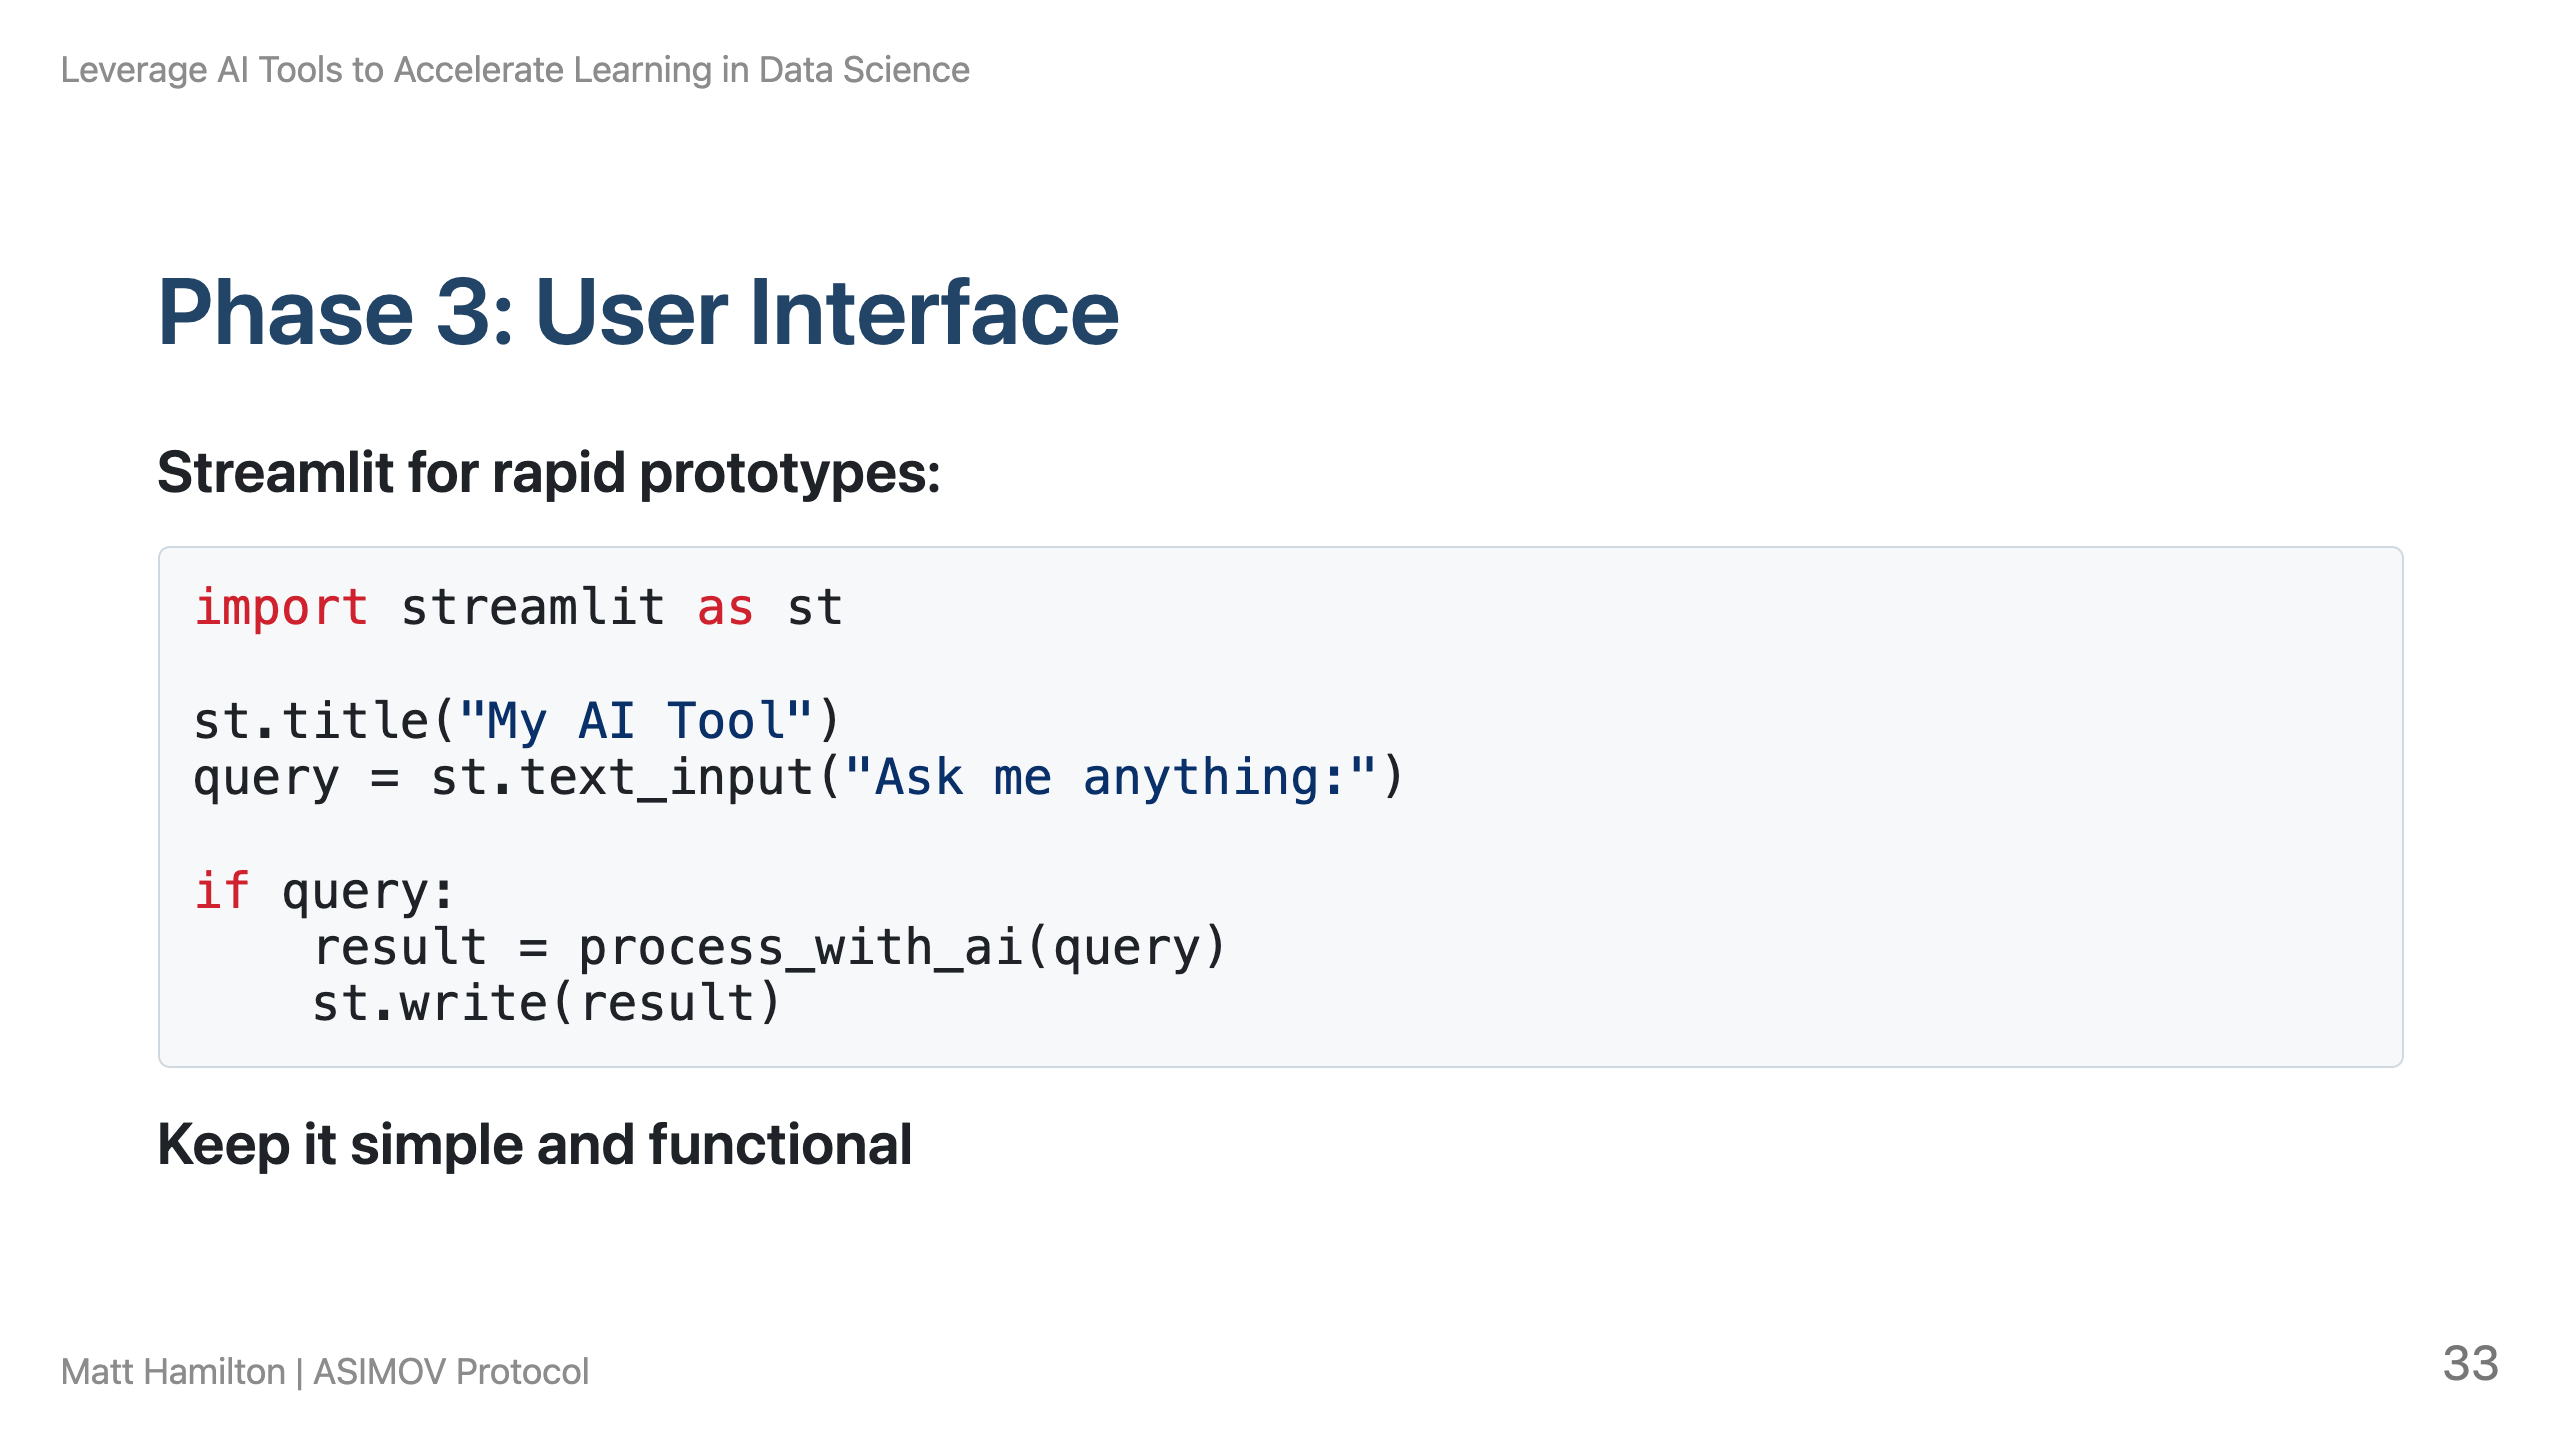 Leverage AI Tools to Accelerate Learning in Data Science
Phase 3: User Interface
Streamlit for rapid prototypes:
import streamlit as st
st.title("My AI Tool")
query = st.text_input("Ask me anything:")
if query:
    result = process_with_ai(query)
    st.write(result)
Keep it simple and functional
Matt Hamilton | ASIMOV Protocol
33